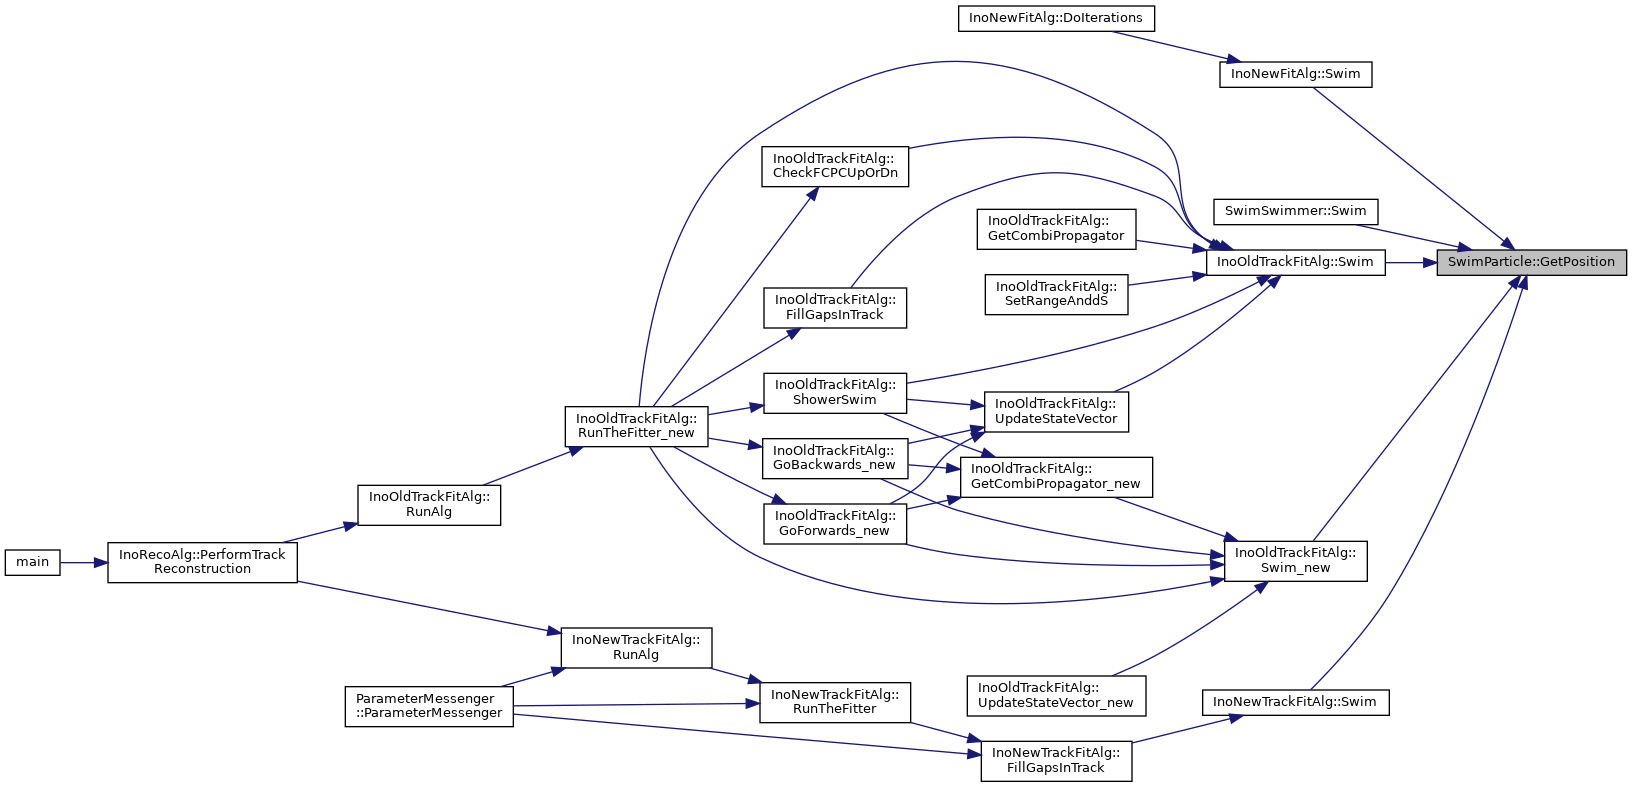 InoNewFitAlg::DoIterations
InoNewFitAlg::Swim
InoOldTrackFitAlg::
CheckFCPCUpOrDn
SwimSwimmer::Swim
InoOldTrackFitAlg::
GetCombiPropagator
InoOldTrackFitAlg::Swim
SwimParticle::GetPosition
InoOldTrackFitAlg::
SetRangeAnddS
InoOldTrackFitAlg::
FillGapsInTrack
InoOldTrackFitAlg::
ShowerSwim
InoOldTrackFitAlg::
UpdateStateVector
InoOldTrackFitAlg::
RunTheFitter_new
InoOldTrackFitAlg::
GoBackwards_new
InoOldTrackFitAlg::
GetCombiPropagator_new
InoOldTrackFitAlg::
RunAlg
InoOldTrackFitAlg::
GoForwards_new
main
InoRecoAlg::PerformTrack
Reconstruction
InoOldTrackFitAlg::
Swim_new
InoNewTrackFitAlg::
RunAlg
ParameterMessenger
::ParameterMessenger
InoNewTrackFitAlg::
RunTheFitter
InoOldTrackFitAlg::
UpdateStateVector_new
InoNewTrackFitAlg::Swim
InoNewTrackFitAlg::
FillGapsInTrack